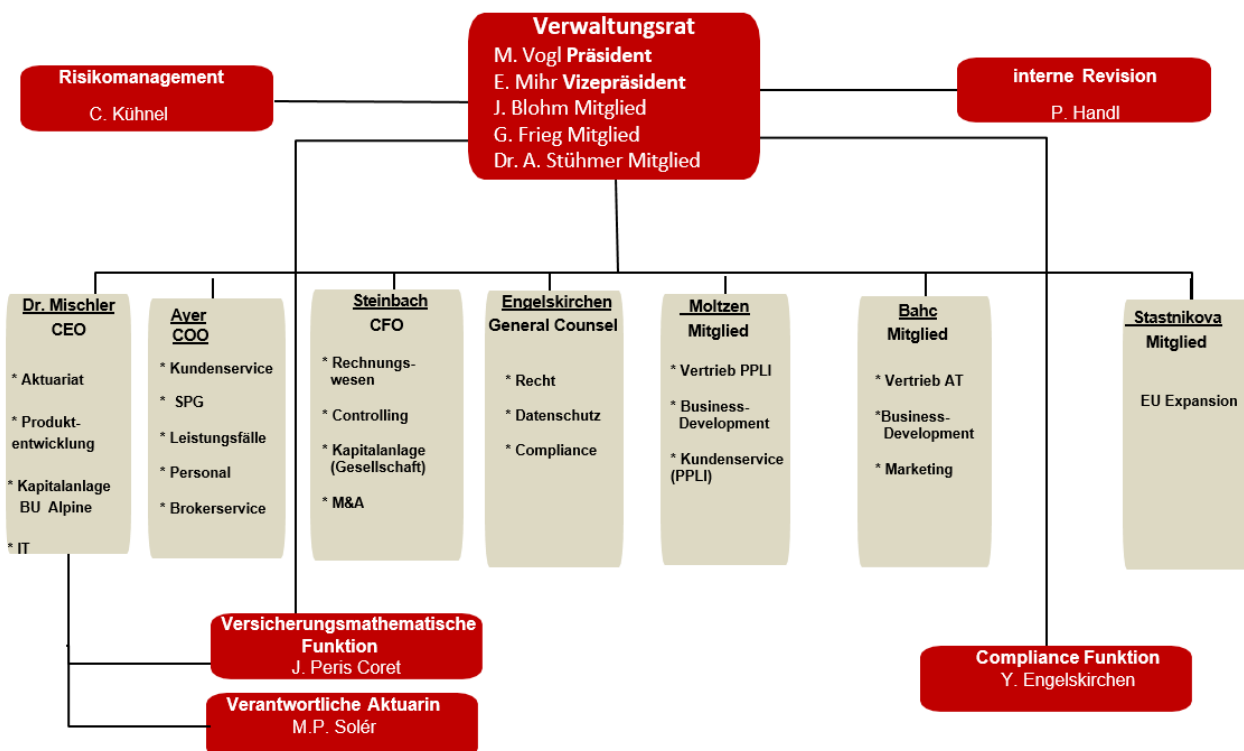 Verwaltungsrat
M. Vogl Präsident
E. Mihr Vizepräsident
J. Blohm Mitglied
G. Frieg Mitglied
Dr. A. Stühmer Mitglied
Risikomanagement
C. Kühnel
interne Revision
P. Handl
Dr. Mischler
CEO
* Aktuariat
* Produkt-
entwicklung
* Kapitalanlage
BU Alpine
* IT
Ayer
COO
* Kundenservice
* SPG
* Leistungsfälle
* Personal
* Brokerservice
Steinbach
CFO
* Rechnungs-
wesen
* Controlling
* Kapitalanlage
(Gesellschaft)
* M&A
Engelskirchen
General Counsel
* Recht
* Datenschutz
* Compliance
Moltzen
Mitglied
* Vertrieb PPLI
* Business-
Development
* Kundenservice
(PPLI)
Bahc
Mitglied
* Vertrieb AT
*Business-
Development
* Marketing
Stastnikova
Mitglied
EU Expansion
Versicherungsmathematische
Funktion
J. Peris Coret
Verantwortliche Aktuarin
M.P. Solér
Compliance Funktion
Y. Engelskirchen